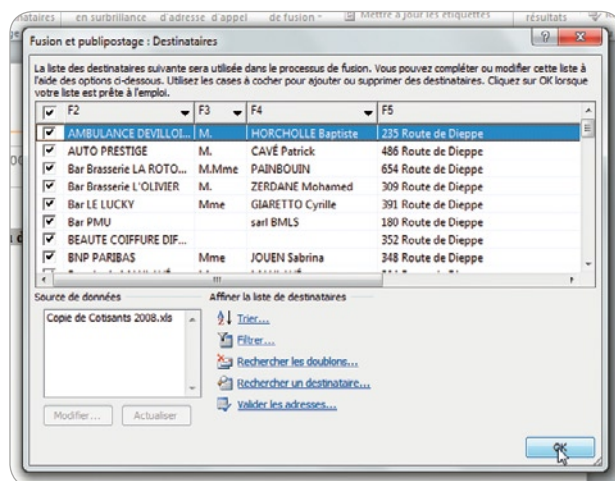 en surbrillance d'adresse d'appel de fusion Mettre à jour les étiquettes résultats
Fusion et publipostage : Destinataires
La liste des destinataires suivante sera utilisée dans le processus de fusion. Vous pouvez compléter ou modifier cette liste à
l'aide des options ci-dessous. Utilisez les cases à cocher pour ajouter ou supprimer des destinataires. Cliquez sur OK lorsque
votre liste est prête à l'emploi.
F2 F3 F4 F5
AMBULANCE DEVILLOI... M. HORCHOLLE Baptiste 235 Route de Dieppe
AUTO PRESTIGE M. CAVÉ Patrick 486 Route de Dieppe
Bar Brasserie LA ROTO... M.Mme PAINBOUIN 654 Route de Dieppe
Bar Brasserie L'OLIVIER M. ZERDANE Mohamed 309 Route de Dieppe
Bar LE LUCKY Mme GIARETTO Cyrille 391 Route de Dieppe
Bar PMU sarl BMLS 180 Route de Dieppe
BEAUTE COIFFURE DIF... 352 Route de Dieppe
BNP PARIBAS Mme JOUEN Sabrina 348 Route de Dieppe
Source de données Affiner la liste de destinataires
Copie de Cotisants 2008.xls
Trier...
Filtrer...
Rechercher les doublons...
Rechercher un destinataire...
Valider les adresses...
Modifier... Actualiser
OK